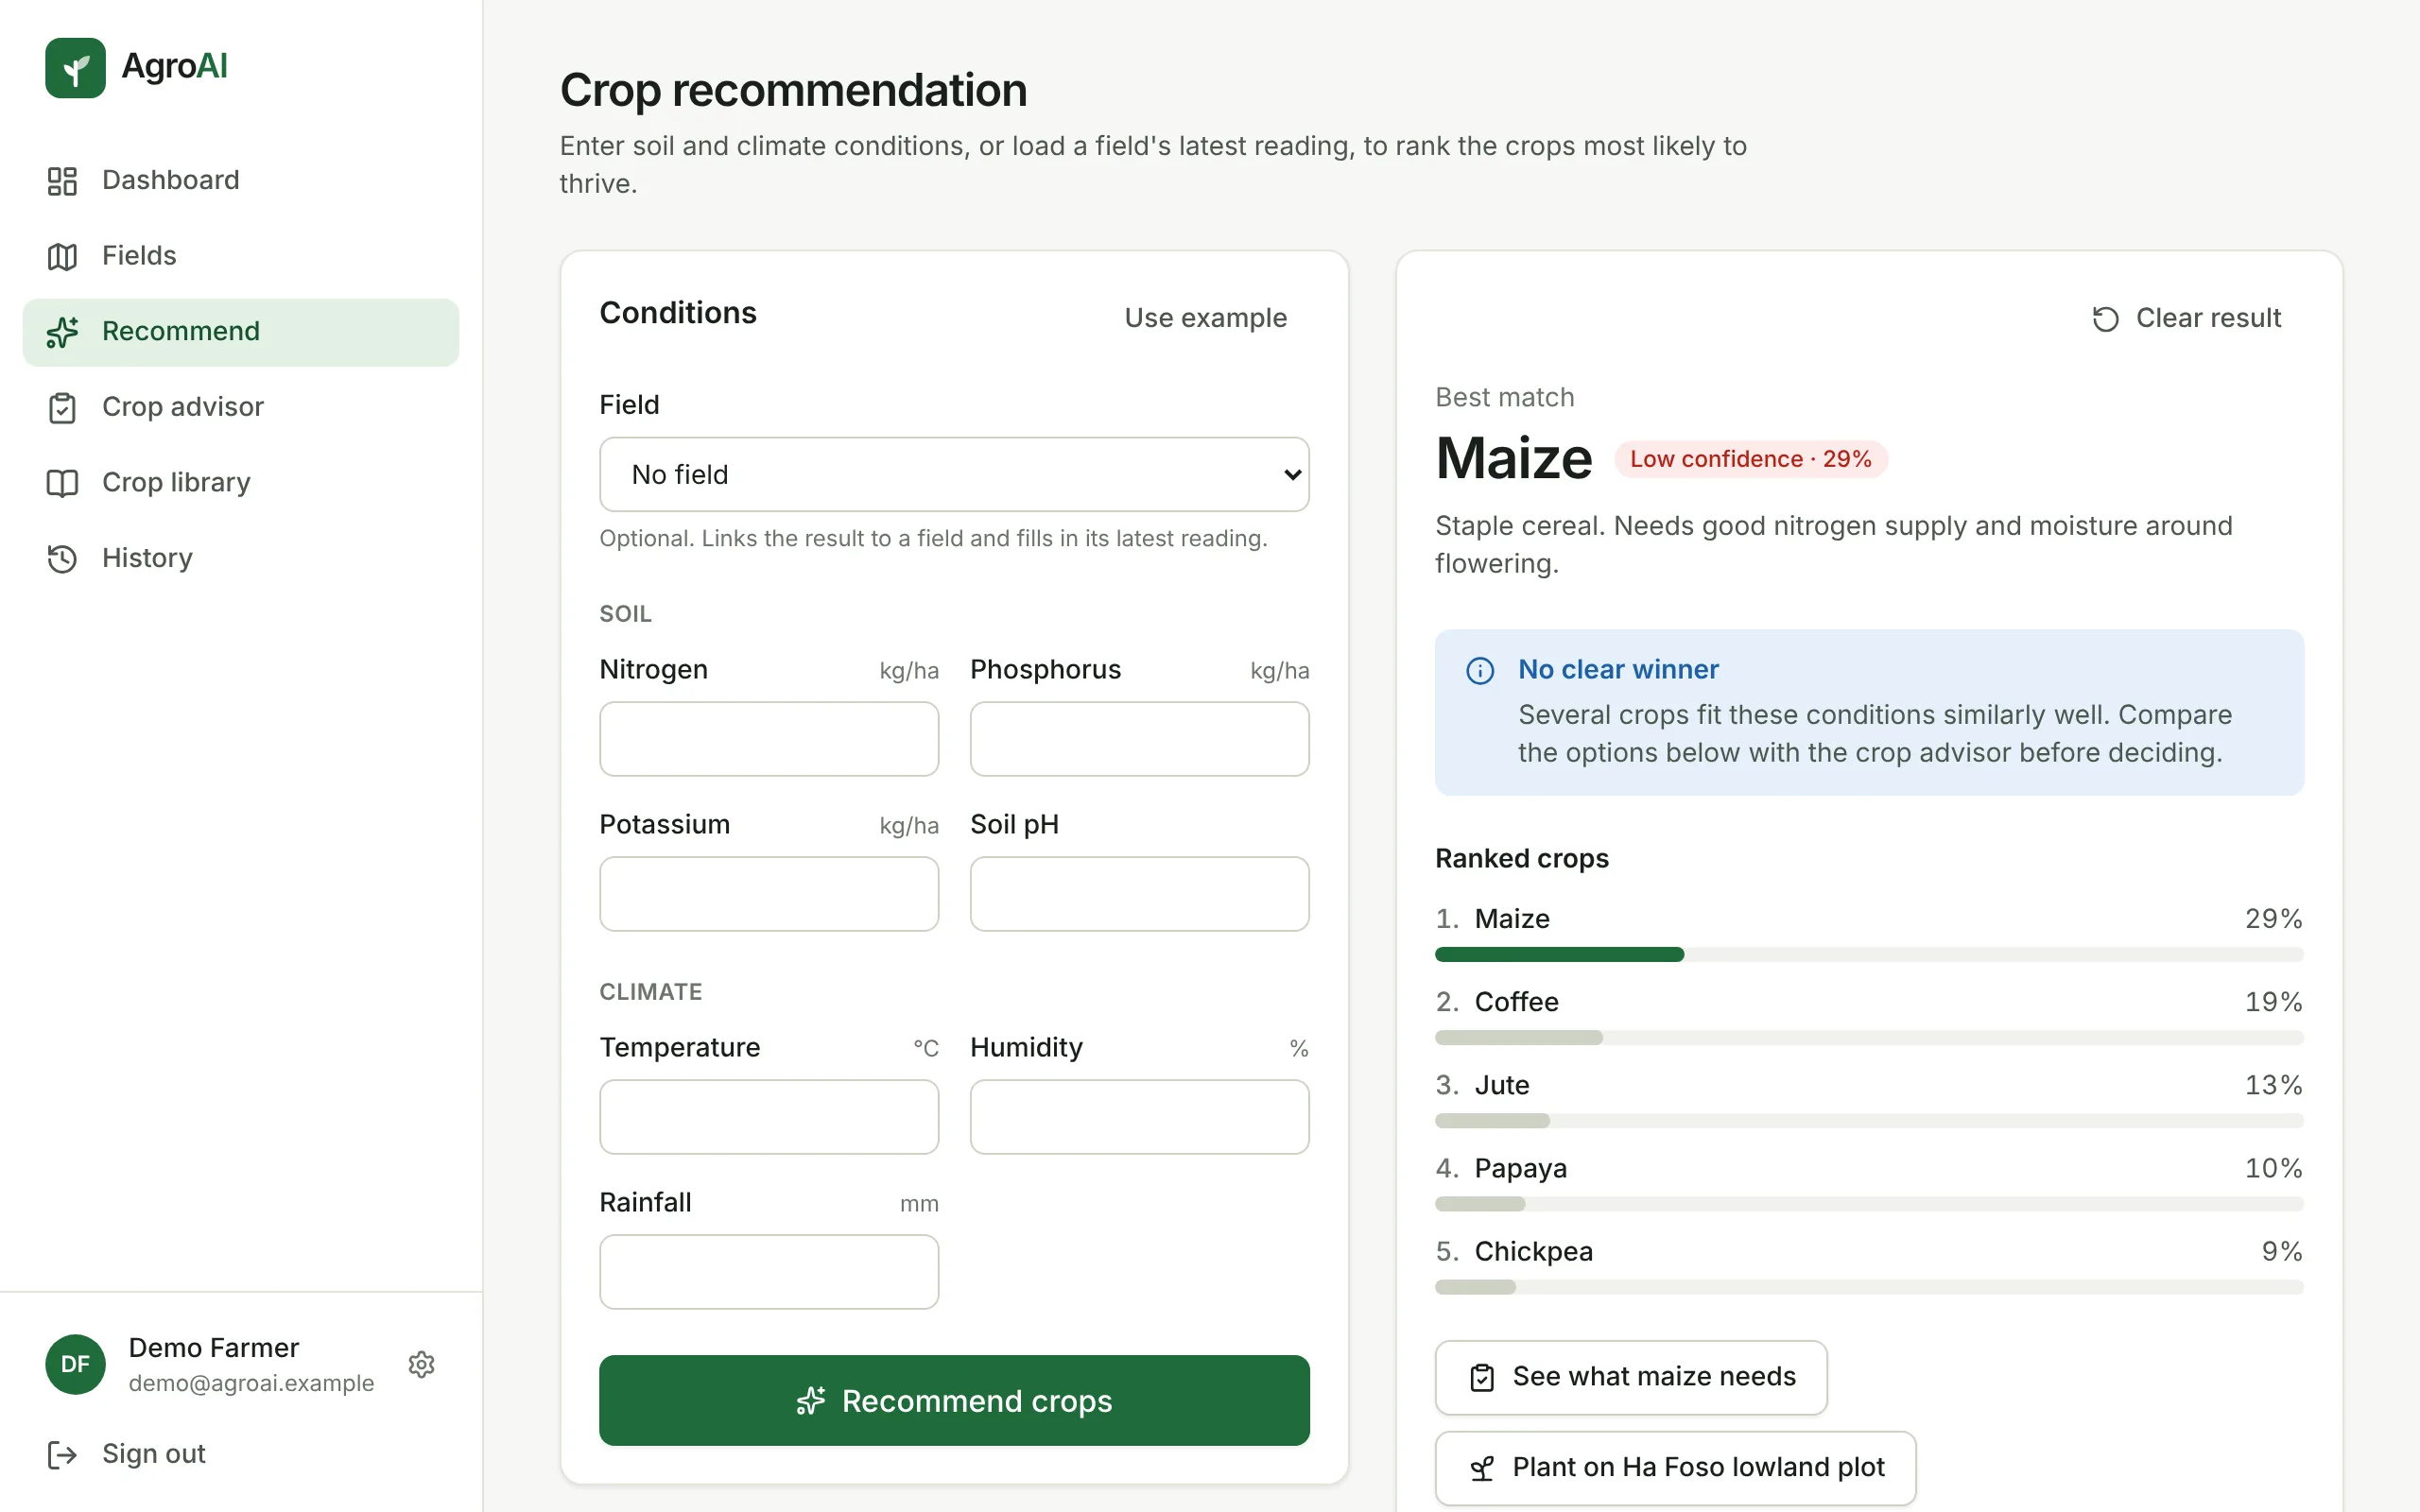 AgroAI
Dashboard
Fields
Recommend
Crop advisor
Crop library
History
DF
Demo Farmer
demo@agroai.example
Sign out
Crop recommendation
Enter soil and climate conditions, or load a field's latest reading, to rank the crops most likely to
thrive.
Conditions
Use example
Field
No field
Optional. Links the result to a field and fills in its latest reading.
SOIL
Nitrogen kg/ha
Phosphorus kg/ha
Potassium kg/ha
Soil pH
CLIMATE
Temperature °C
Humidity %
Rainfall mm
Recommend crops
Clear result
Best match
Maize Low confidence · 29%
Staple cereal. Needs good nitrogen supply and moisture around
flowering.
No clear winner
Several crops fit these conditions similarly well. Compare
the options below with the crop advisor before deciding.
Ranked crops
1. Maize 29%
2. Coffee 19%
3. Jute 13%
4. Papaya 10%
5. Chickpea 9%
See what maize needs
Plant on Ha Foso lowland plot